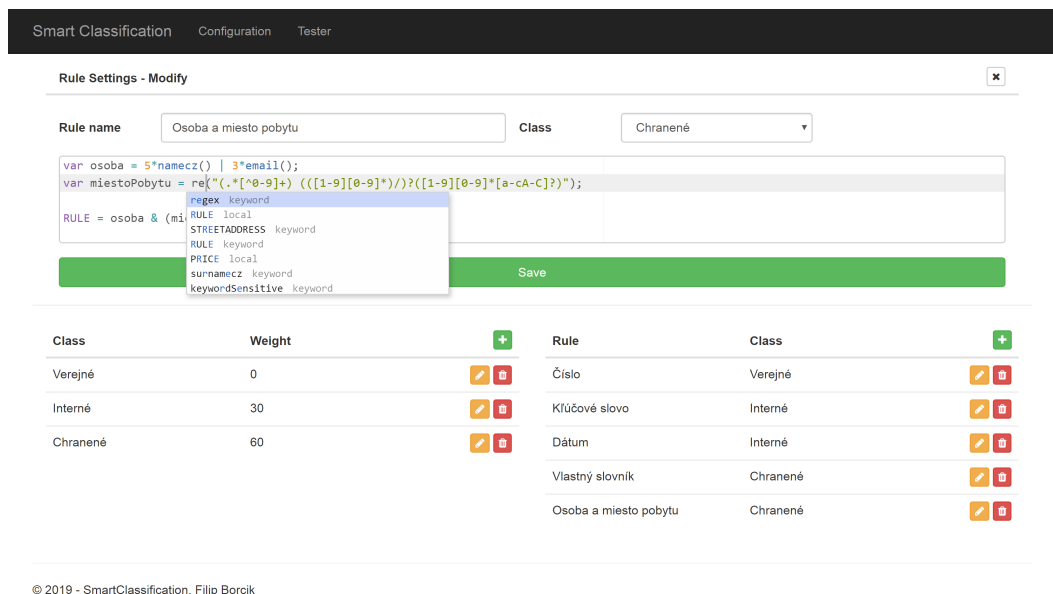 Smart Classification Configuration Tester
Rule Settings - Modify
Rule name Osoba a miesto pobytu Class Chranené
var osoba = 5*namecz() | 3*email();
var miestoPobytu = re("(.*[^0-9]+) (([1-9][0-9]*)/)?([1-9][0-9]*[a-cA-C]?)");
regex keyword
RULE local
RULE = osoba & (mi
STREETADDRESS keyword
RULE keyword
PRICE local
surnamecz keyword
keywordSensitive keyword
Save
Class Weight
Verejné 0
Interné 30
Chranené 60
Rule Class
Číslo Verejné
Kľúčové slovo Interné
Dátum Interné
Vlastný slovník Chranené
Osoba a miesto pobytu Chranené
© 2019 - SmartClassification, Filip Borcik